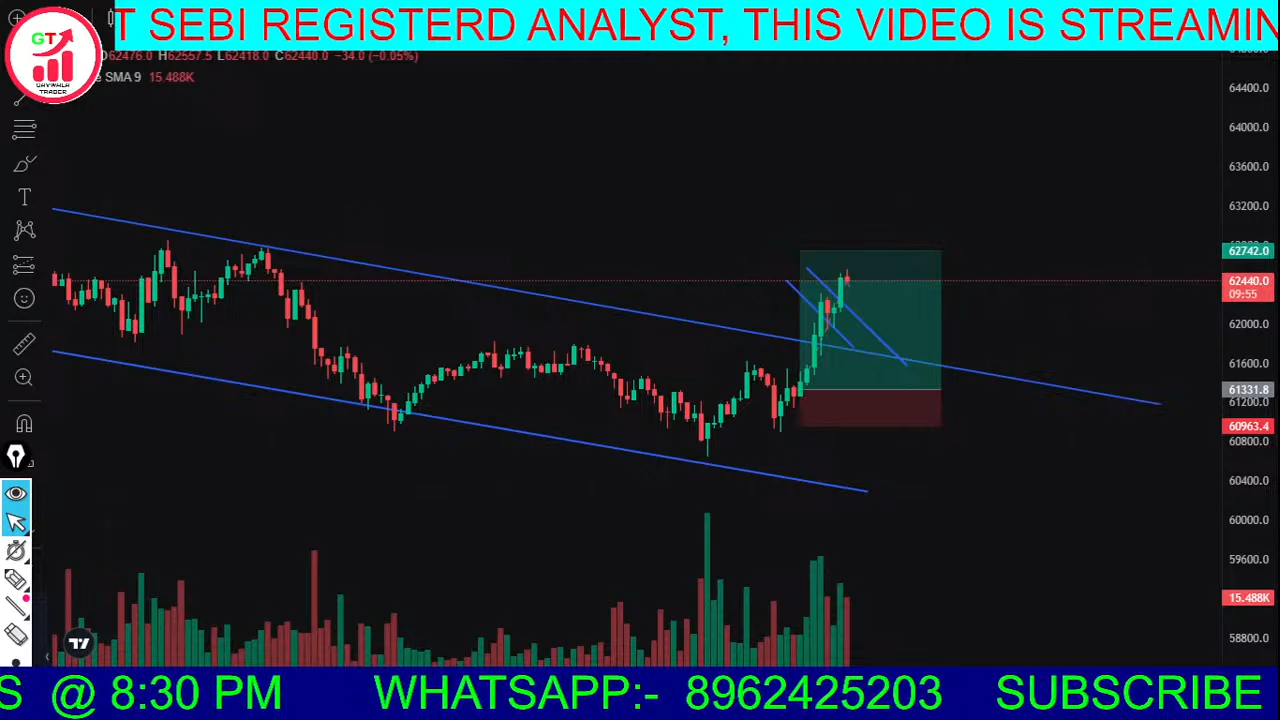 T SEBI REGISTERD ANALYST, THIS VIDEO IS STREAMIN
GT
TRADER
62476.0 H62557.5 L62418.0 C62440.0 −34.0 (−0.05%)
e SMA 9 15.488K
64400.0
64000.0
63600.0
63200.0
62742.0
62440.0
09:55
62000.0
61600.0
61331.8
61200.0
60963.4
60800.0
60400.0
60000.0
59600.0
15.488K
58800.0
S @ 8:30 PM WHATSAPP:- 8962425203 SUBSCRIBE